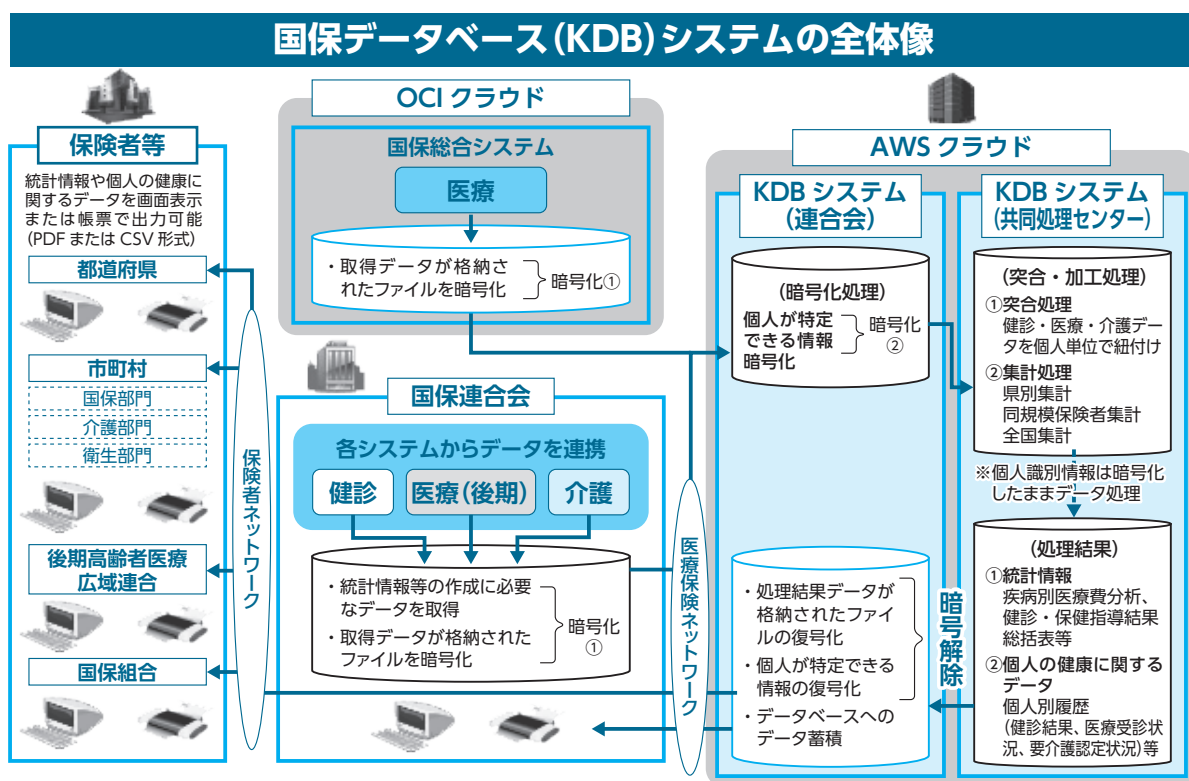 国保データベース(KDB)システムの全体像
保険者等
統計情報や個人の健康に
関するデータを画面表示
または帳票で出力可能
(PDF または CSV 形式)
都道府県
市町村
国保部門
介護部門
衛生部門
後期高齢者医療
広域連合
国保組合
保険者ネットワーク
OCI クラウド
国保総合システム
医療
・取得データが格納さ
れたファイルを暗号化
暗号化①
国保連合会
各システムからデータを連携
健診
医療(後期)
介護
・統計情報等の作成に必要
なデータを取得
・取得データが格納された
ファイルを暗号化
暗号化
①
医療保険ネットワーク
AWS クラウド
KDB システム
(連合会)
(暗号化処理)
個人が特定
できる情報
暗号化
暗号化
②
・処理結果データが
格納されたファイ
ルの復号化
・個人が特定できる
情報の復号化
・データベースへの
データ蓄積
暗号解除
KDB システム
(共同処理センター)
(突合・加工処理)
①突合処理
健診・医療・介護デー
タを個人単位で紐付け
②集計処理
県別集計
同規模保険者集計
全国集計
※個人識別情報は暗号化
したままデータ処理
(処理結果)
①統計情報
疾病別医療費分析、
健診・保健指導結果
総括表等
②個人の健康に関する
データ
個人別履歴
(健診結果、医療受診状
況、要介護認定状況)等